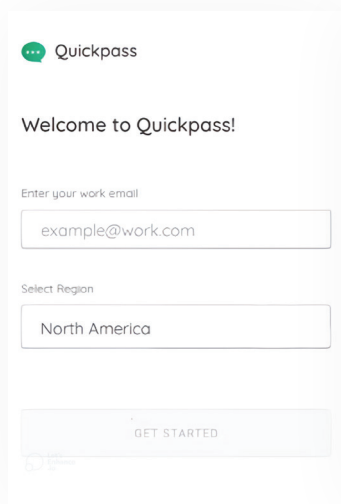 Quickpass
Welcome to Quickpass!
Enter your work email
example@work.com
Select Region
North America
GET STARTED